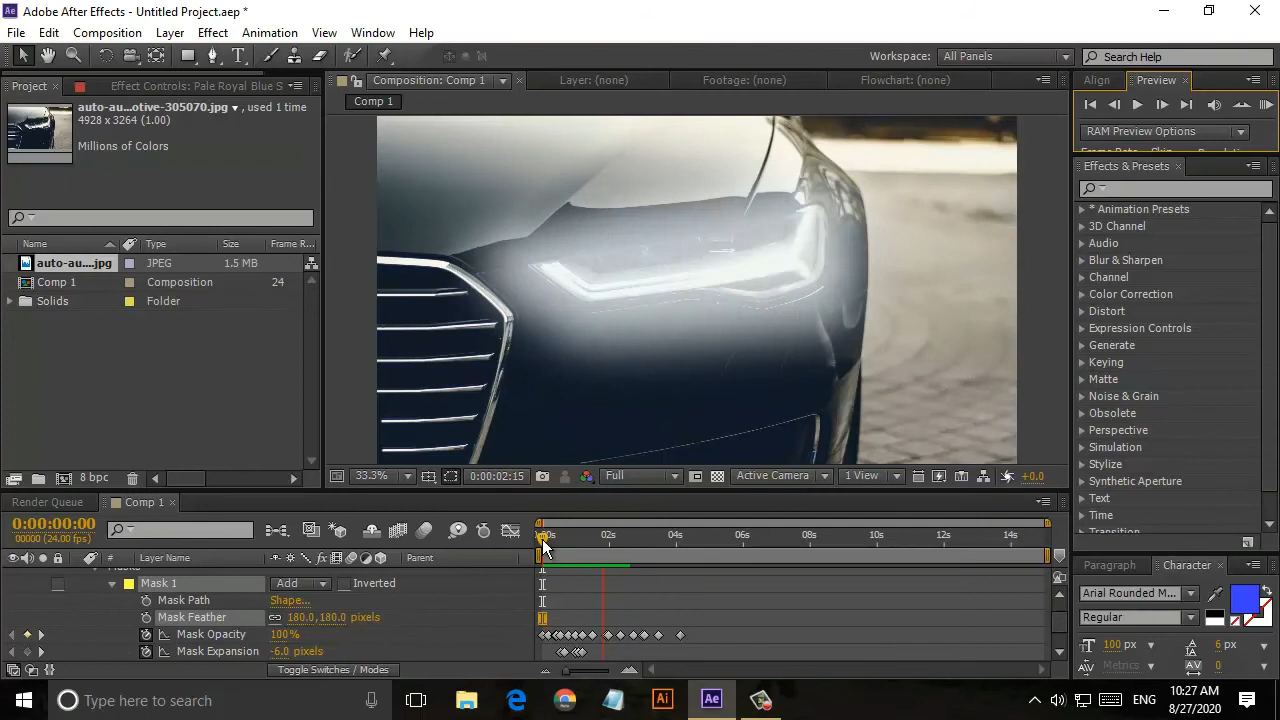 Adobe After Effects - Untitled Project.aep *
File Edit Composition Layer Effect Animation View Window Help
Workspace: All Panels
Search Help
Project
Effect Controls: Pale Royal Blue S
Composition: Comp 1
Layer: (none)
Footage: (none)
Flowchart: (none)
Align
Preview
auto-au...otive-305070.jpg , used 1 time
4928 x 3264 (1.00)
Millions of Colors
Comp 1
RAM Preview Options
Effects & Presets
* Animation Presets
3D Channel
Audio
Blur & Sharpen
Channel
Color Correction
Distort
Expression Controls
Generate
Keying
Matte
Noise & Grain
Obsolete
Perspective
Simulation
Stylize
Synthetic Aperture
Text
Time
Transition
Name Type Size Frame R...
auto-au....jpg JPEG 1.5 MB
Comp 1 Composition 24
Solids Folder
8 bpc
33.3% 0:00:02:15 Full Active Camera 1 View +0.0
Render Queue
Comp 1
0:00:00:00
00000 (24.00 fps)
02s 04s 06s 08s 10s 12s 14s
# Layer Name Parent
Masks
Mask 1 Add Inverted
Mask Path Shape...
Mask Feather 180.0,180.0 pixels
Mask Opacity 100%
Mask Expansion -6.0 pixels
Toggle Switches / Modes
Paragraph
Character
Arial Rounded M...
Regular
100 px 6 px
Metrics 0
Type here to search
Ai
Ae
ENG
10:27 AM
8/27/2020